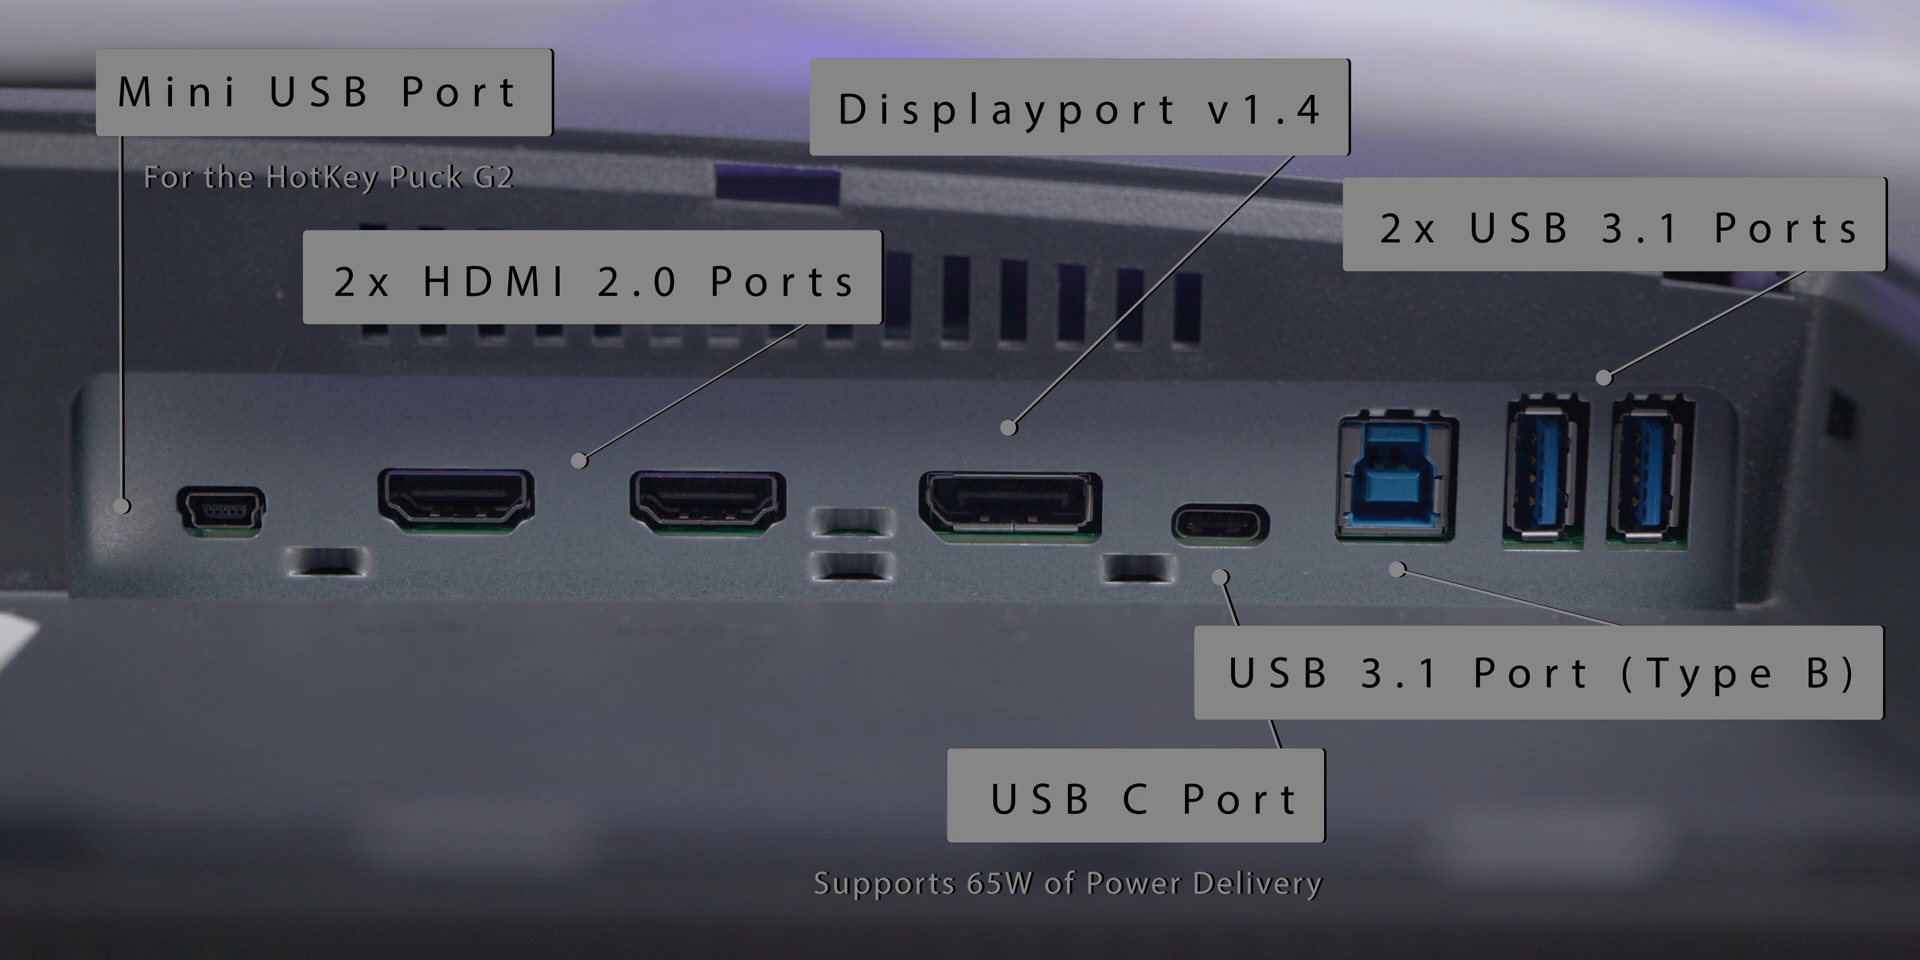 Mini USB Port
For the HotKey Puck G2
Displayport v1.4
2x USB 3.1 Ports
2x HDMI 2.0 Ports
USB 3.1 Port (Type B)
USB C Port
Supports 65W of Power Delivery